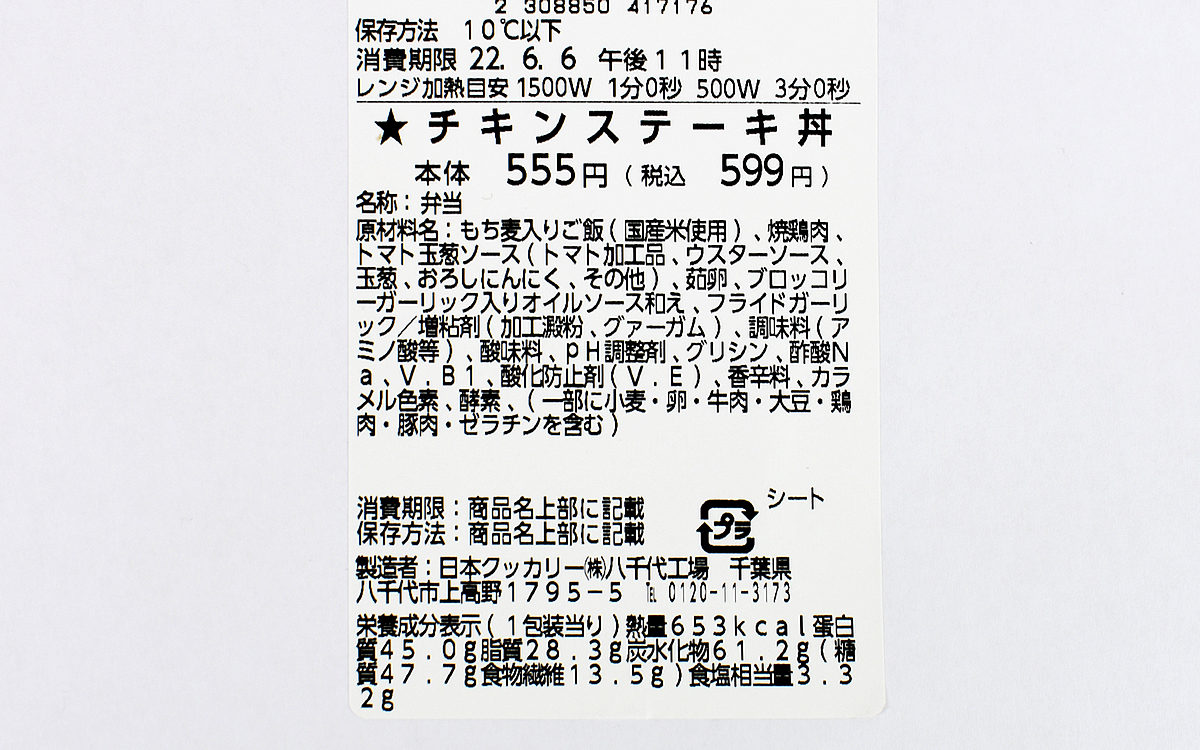 2 308850 417176
保存方法 10℃以下
消費期限 22. 6. 6 午後11時
レンジ加熱目安 1500W 1分0秒 500W 3分0秒
★チキンステーキ丼
本体 555円（税込 599円）
名称：弁当
原材料名：もち麦入りご飯（国産米使用）、焼鶏肉、
トマト玉葱ソース（トマト加工品、ウスターソース、
玉葱、おろしにんにく、その他）、茹卵、ブロッコリ
ーガーリック入りオイルソース和え、フライドガーリ
ック／増粘剤（加工澱粉、グァーガム）、調味料（ア
ミノ酸等）、酸味料、pH調整剤、グリシン、酢酸N
a、V．B1、酸化防止剤（V．E）、香辛料、カラ
メル色素、酵素、（一部に小麦・卵・牛肉・大豆・鶏
肉・豚肉・ゼラチンを含む）
消費期限：商品名上部に記載
保存方法：商品名上部に記載
プラ
シート
製造者：日本クッカリー㈱八千代工場 千葉県
八千代市上高野1795－5 ℡ 0120-11-3173
栄養成分表示（1包装当り）熱量653kcal蛋白
質45．0g脂質28．3g炭水化物61．2g（糖
質47．7g食物繊維13．5g）食塩相当量3．3
2g